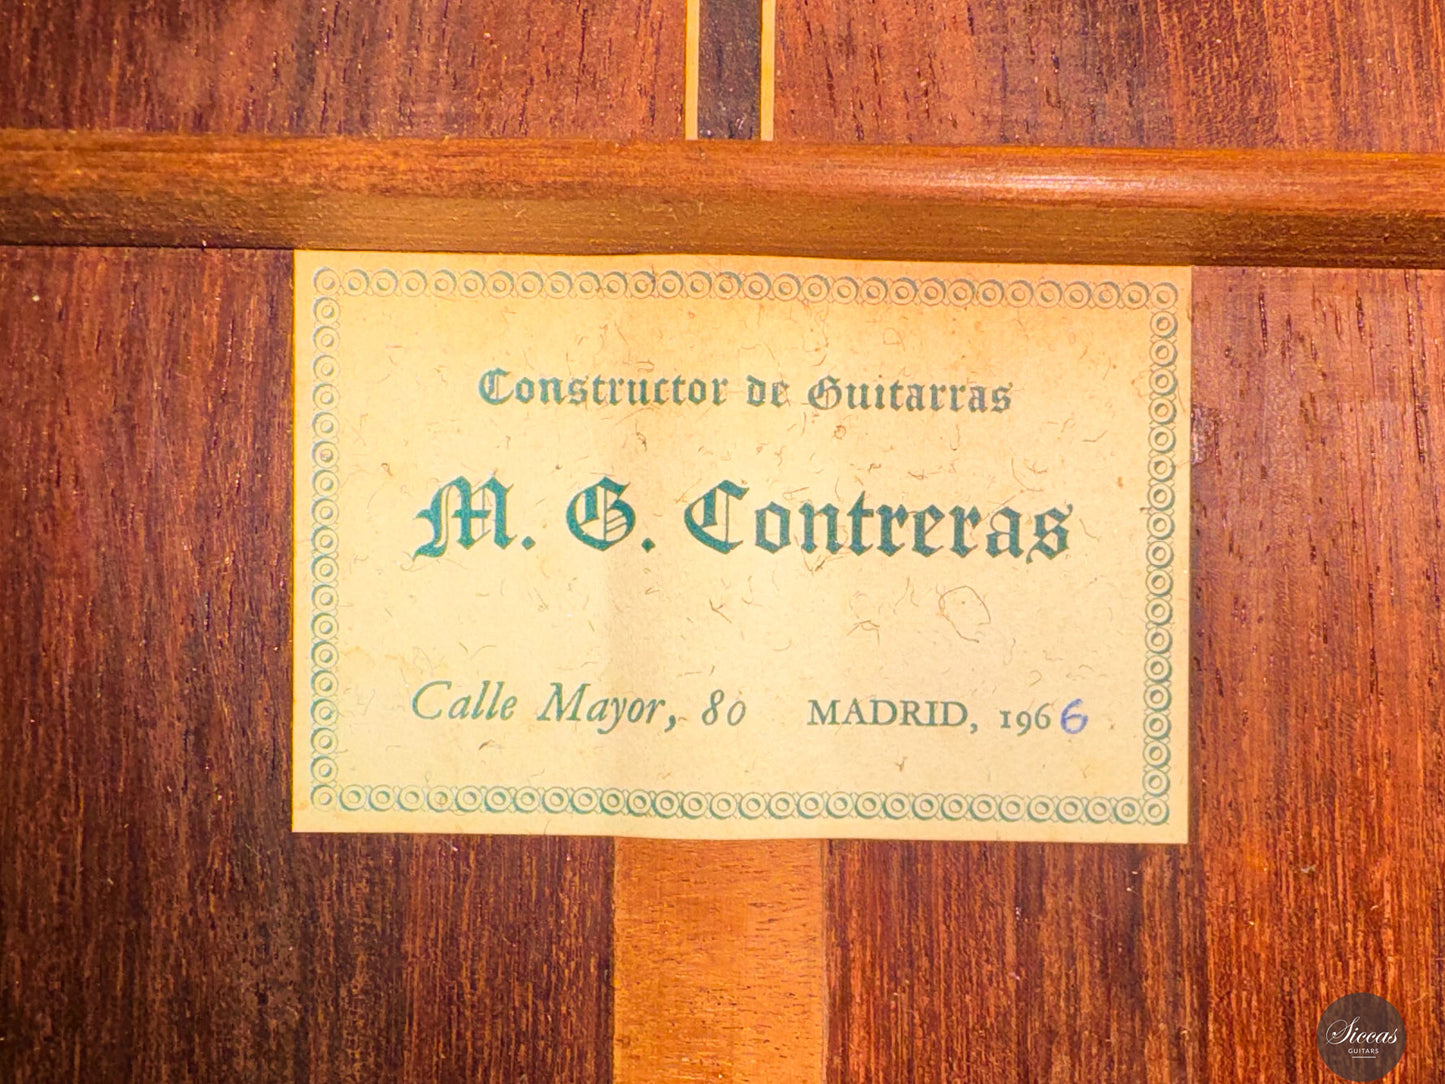 Constructor de Guitarras
M. G. Contreras
Calle Mayor, 80 MADRID, 1966
Siccas
GUITARS